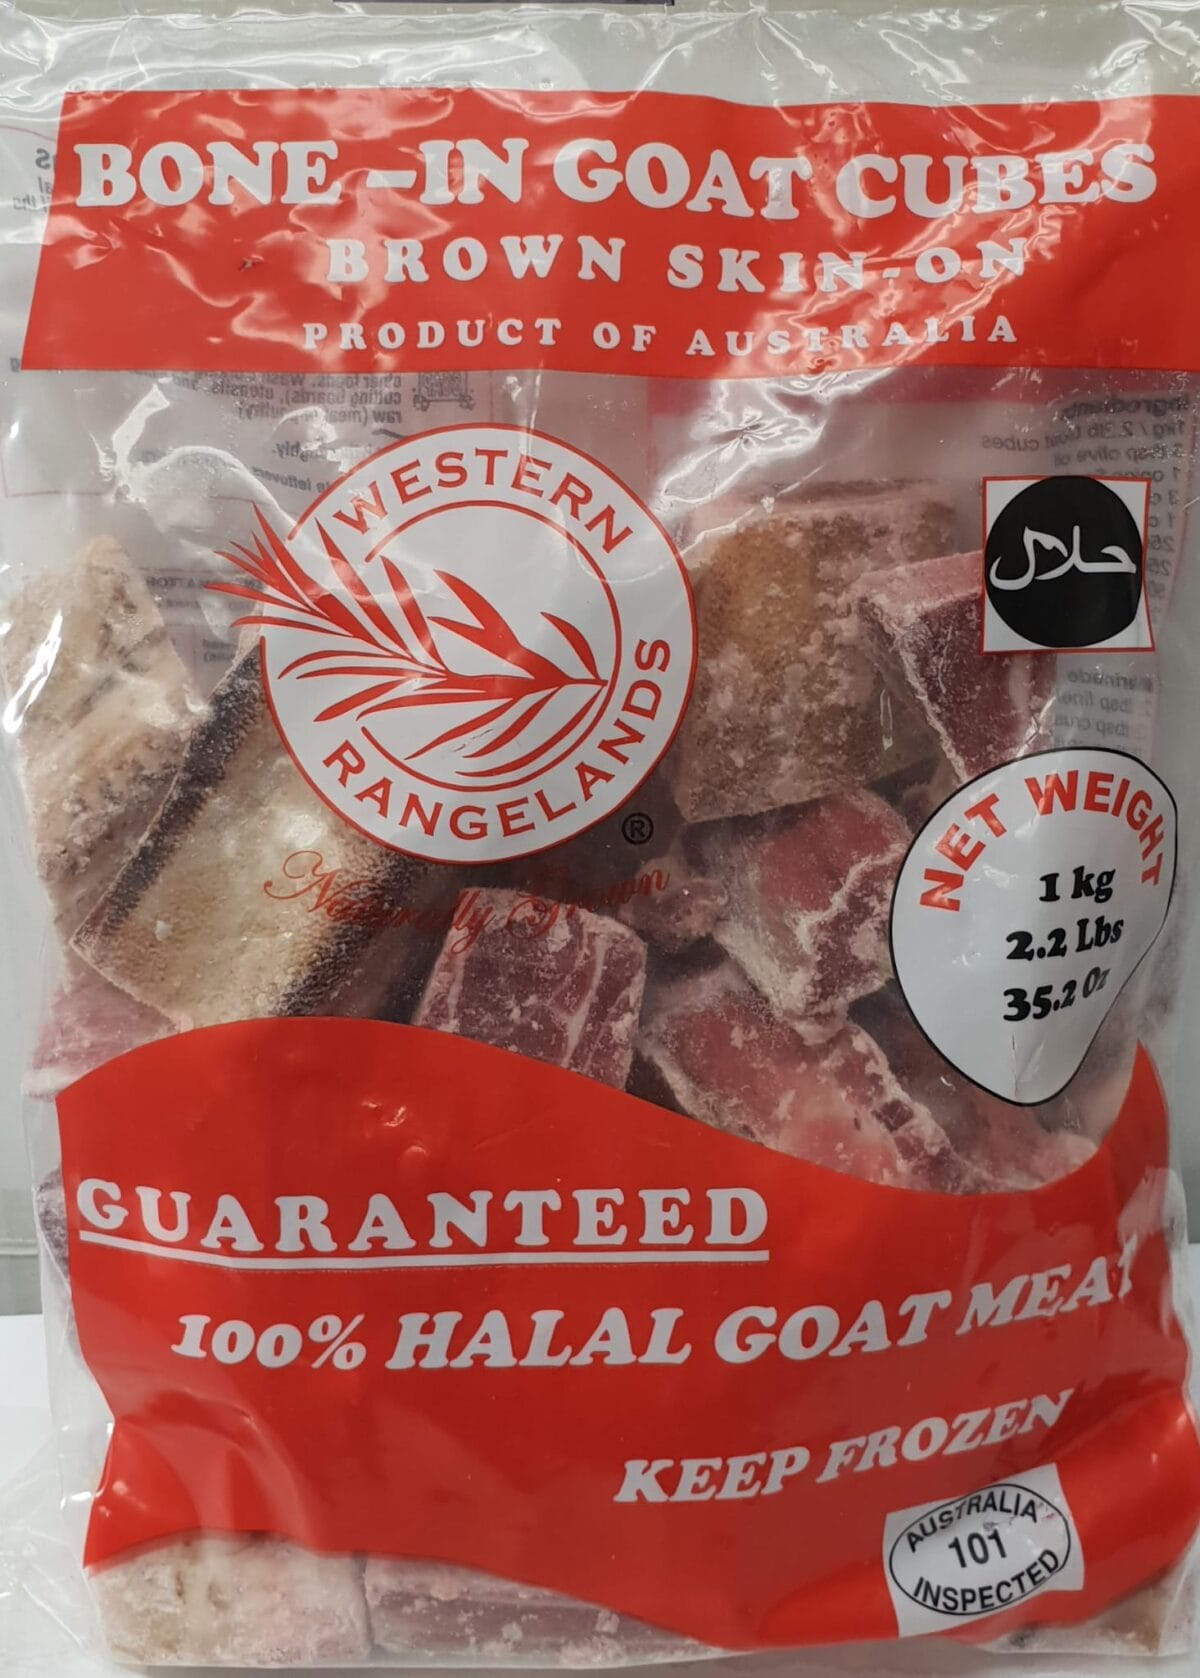 BONE-IN GOAT CUBES
BROWN SKIN-ON
PRODUCT OF AUSTRALIA
WESTERN
RANGELANDS
®
Naturally Grown
حلال
NET WEIGHT
1 kg
2.2 Lbs
35.2 Oz
GUARANTEED
100% HALAL GOAT MEAT
KEEP FROZEN
AUSTRALIA
101
INSPECTED